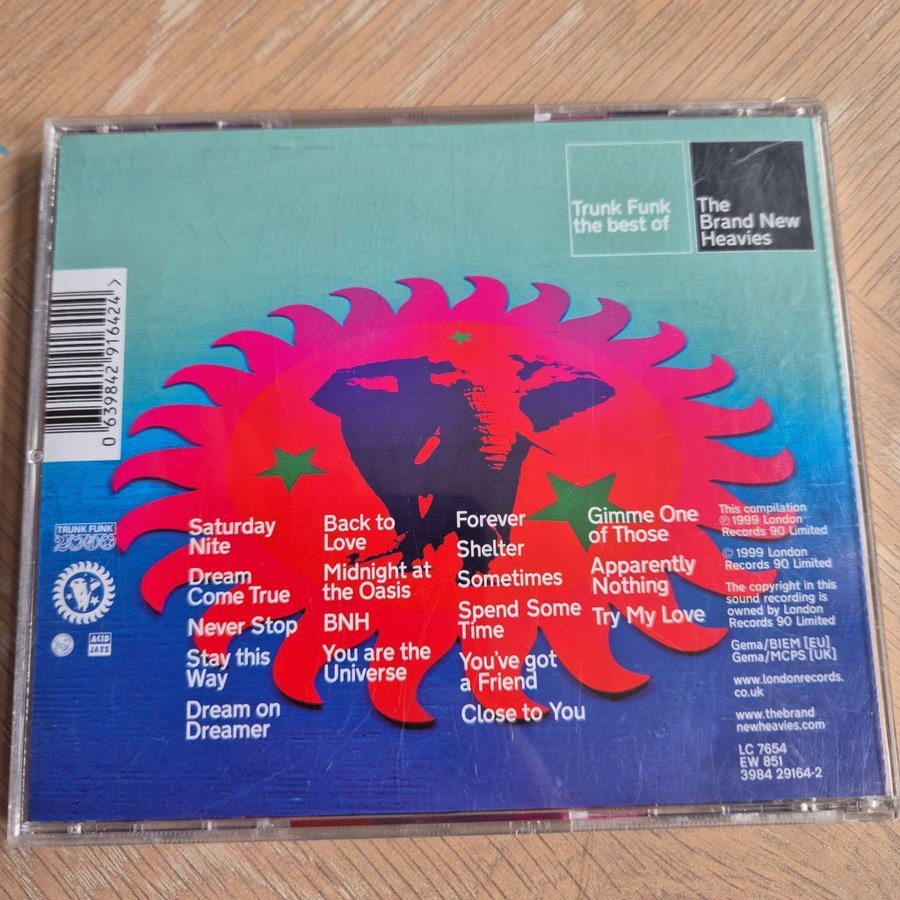 Trunk Funk
the best of
The
Brand New
Heavies
0 639842 916424 >
TRUNK FUNK
ACID
JAZZ
Saturday
Nite
Dream
Come True
Never Stop
Stay this
Way
Dream on
Dreamer
Back to
Love
Midnight at
the Oasis
BNH
You are the
Universe
Forever
Shelter
Sometimes
Spend Some
Time
You've got
a Friend
Close to You
Gimme One
of Those
Apparently
Nothing
Try My Love
This compilation
℗ 1999 London
Records 90 Limited
© 1999 London
Records 90 Limited
The copyright in this
sound recording is
owned by London
Records 90 Limited
Gema/BIEM [EU]
Gema/MCPS [UK]
www.londonrecords.
co.uk
www.thebrand
newheavies.com
LC 7654
EW 851
3984 29164-2